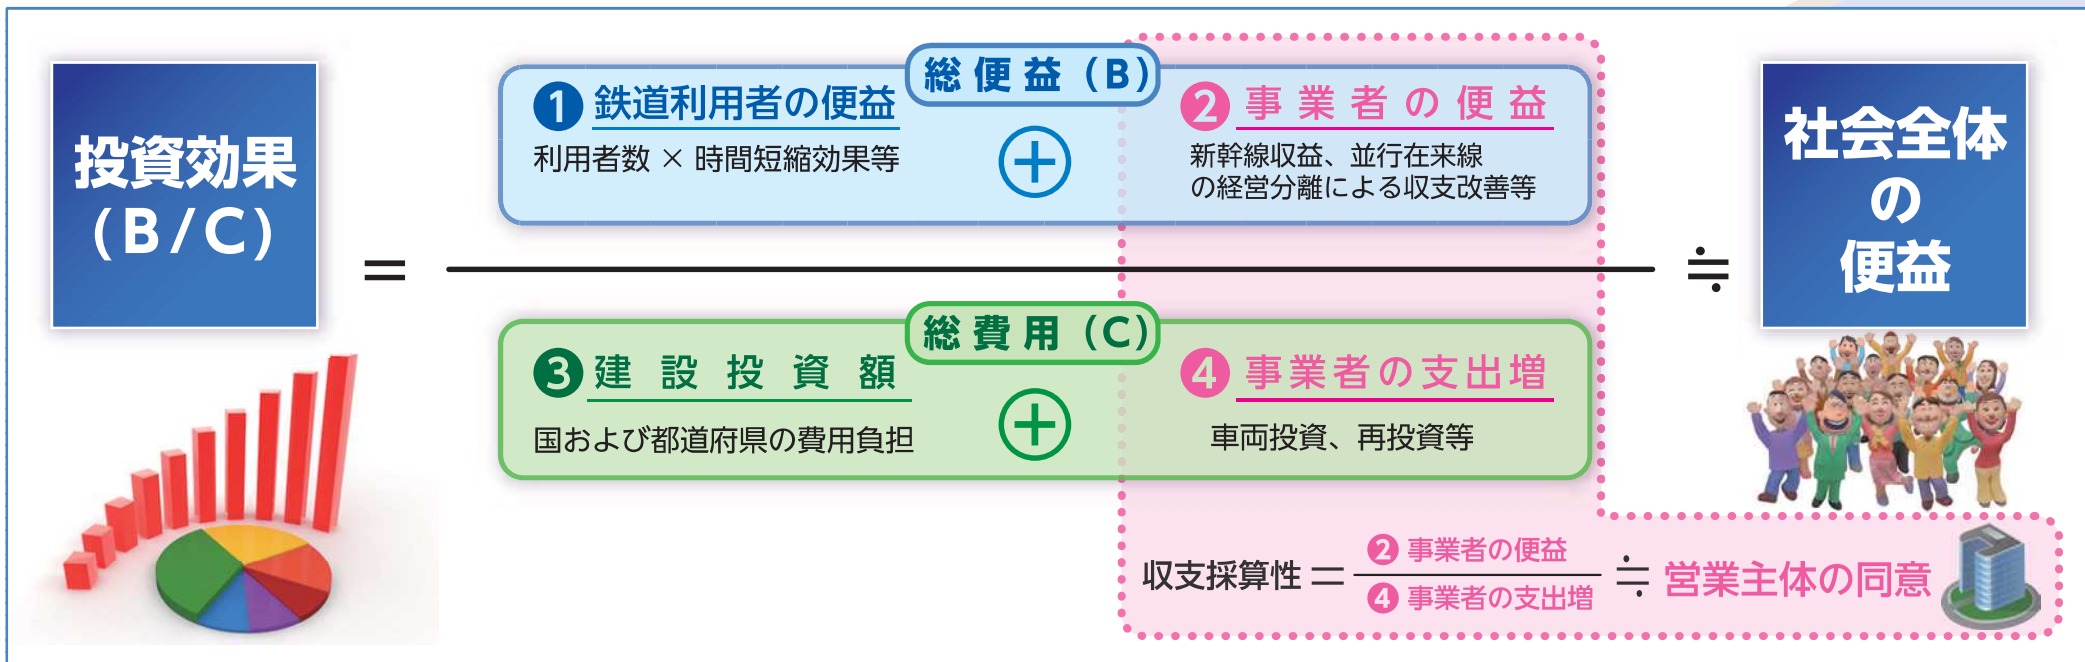 投資効果
(B/C)
＝
総便益(B)
❶鉄道利用者の便益
利用者数 × 時間短縮効果等
＋
❷事業者の便益
新幹線収益、並行在来線
の経営分離による収支改善等
総費用(C)
❸建設投資額
国および都道府県の費用負担
＋
❹事業者の支出増
車両投資、再投資等
≒
社会全体
の
便益
収支採算性＝
❷ 事業者の便益
❹ 事業者の支出増
≒ 営業主体の同意